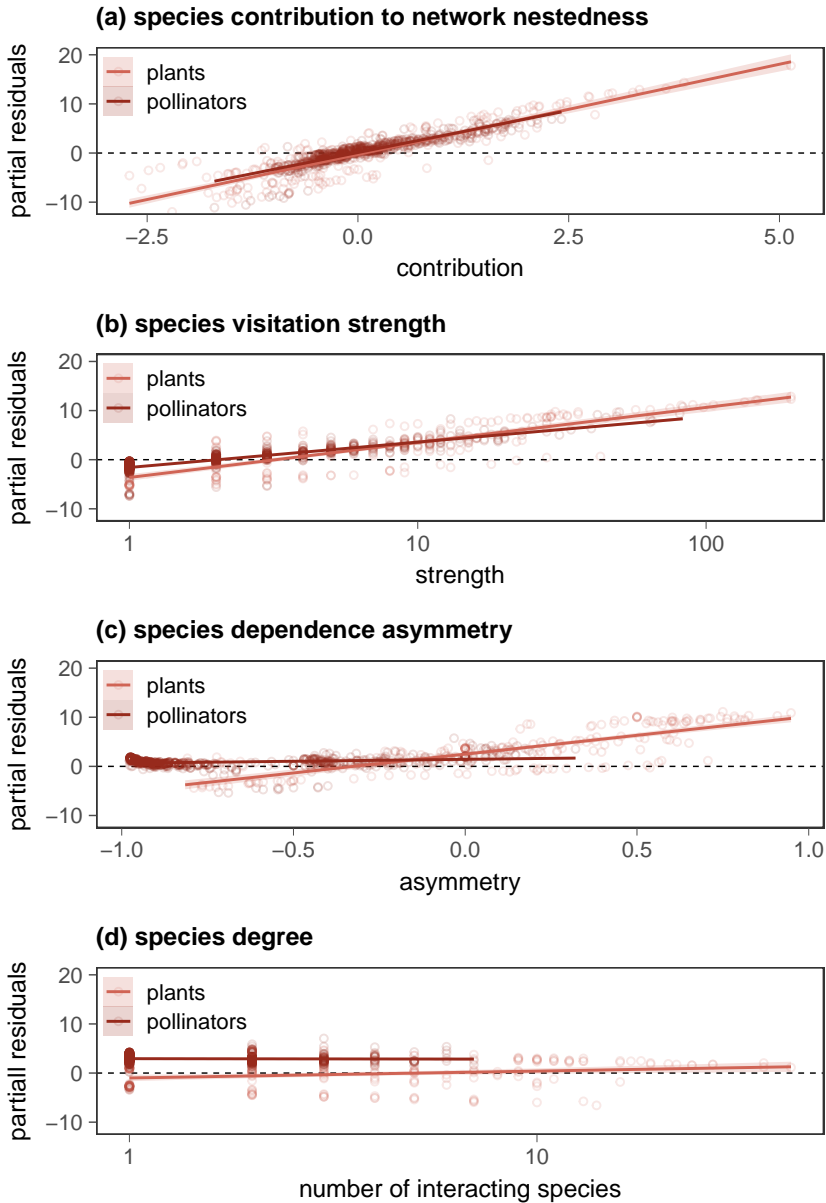 (a) species contribution to network nestedness
partial residuals
20
10
0
−10
plants
pollinators
−2.5 0.0 2.5 5.0
contribution
(b) species visitation strength
partial residuals
20
10
0
−10
plants
pollinators
1 10 100
strength
(c) species dependence asymmetry
partial residuals
20
10
0
−10
plants
pollinators
−1.0 −0.5 0.0 0.5 1.0
asymmetry
(d) species degree
partiall residuals
20
10
0
−10
plants
pollinators
1 10
number of interacting species